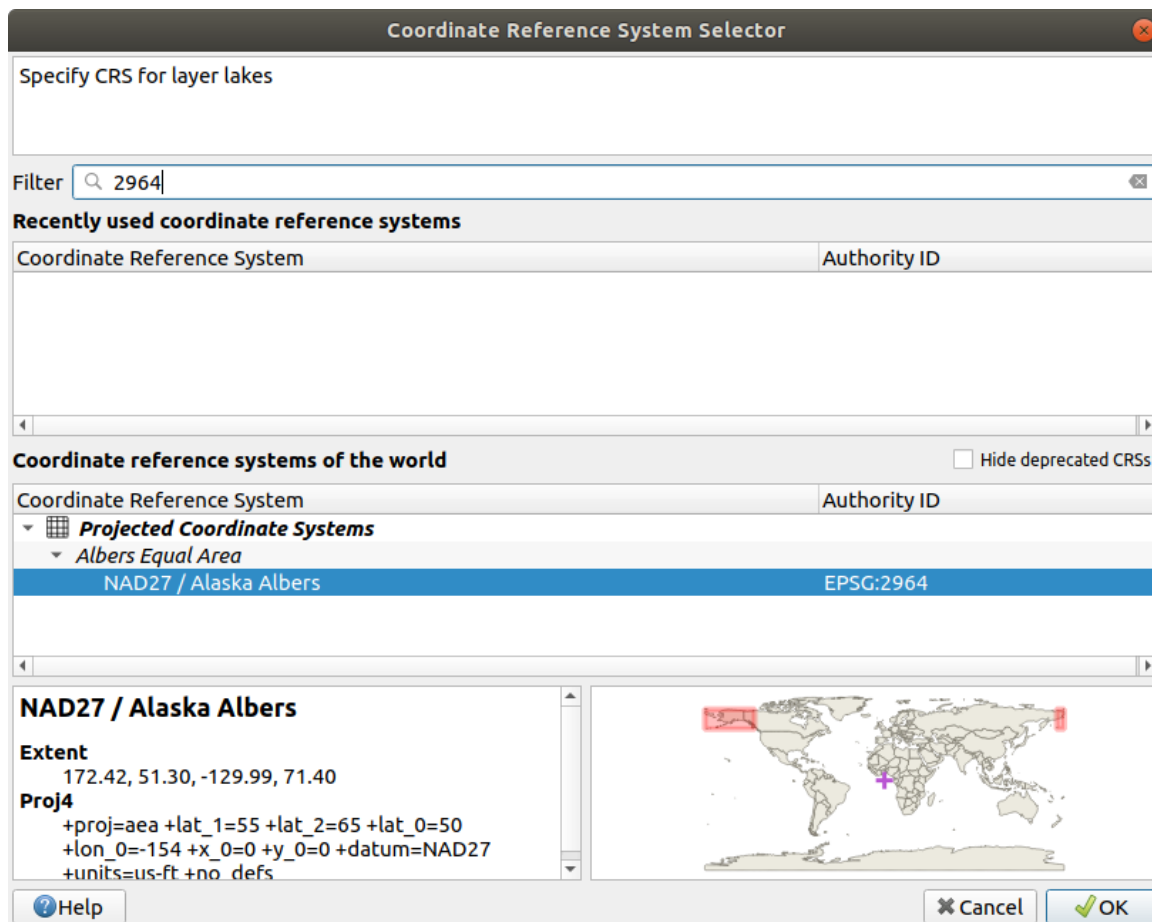 Coordinate Reference System Selector
Specify CRS for layer lakes
Filter 2964
Recently used coordinate reference systems
Coordinate Reference System Authority ID
Coordinate reference systems of the world Hide deprecated CRSs
Coordinate Reference System Authority ID
Projected Coordinate Systems
Albers Equal Area
NAD27 / Alaska Albers EPSG:2964
NAD27 / Alaska Albers
Extent
172.42, 51.30, -129.99, 71.40
Proj4
+proj=aea +lat_1=55 +lat_2=65 +lat_0=50
+lon_0=-154 +x_0=0 +y_0=0 +datum=NAD27
+units=us-ft +no_defs
Help Cancel OK